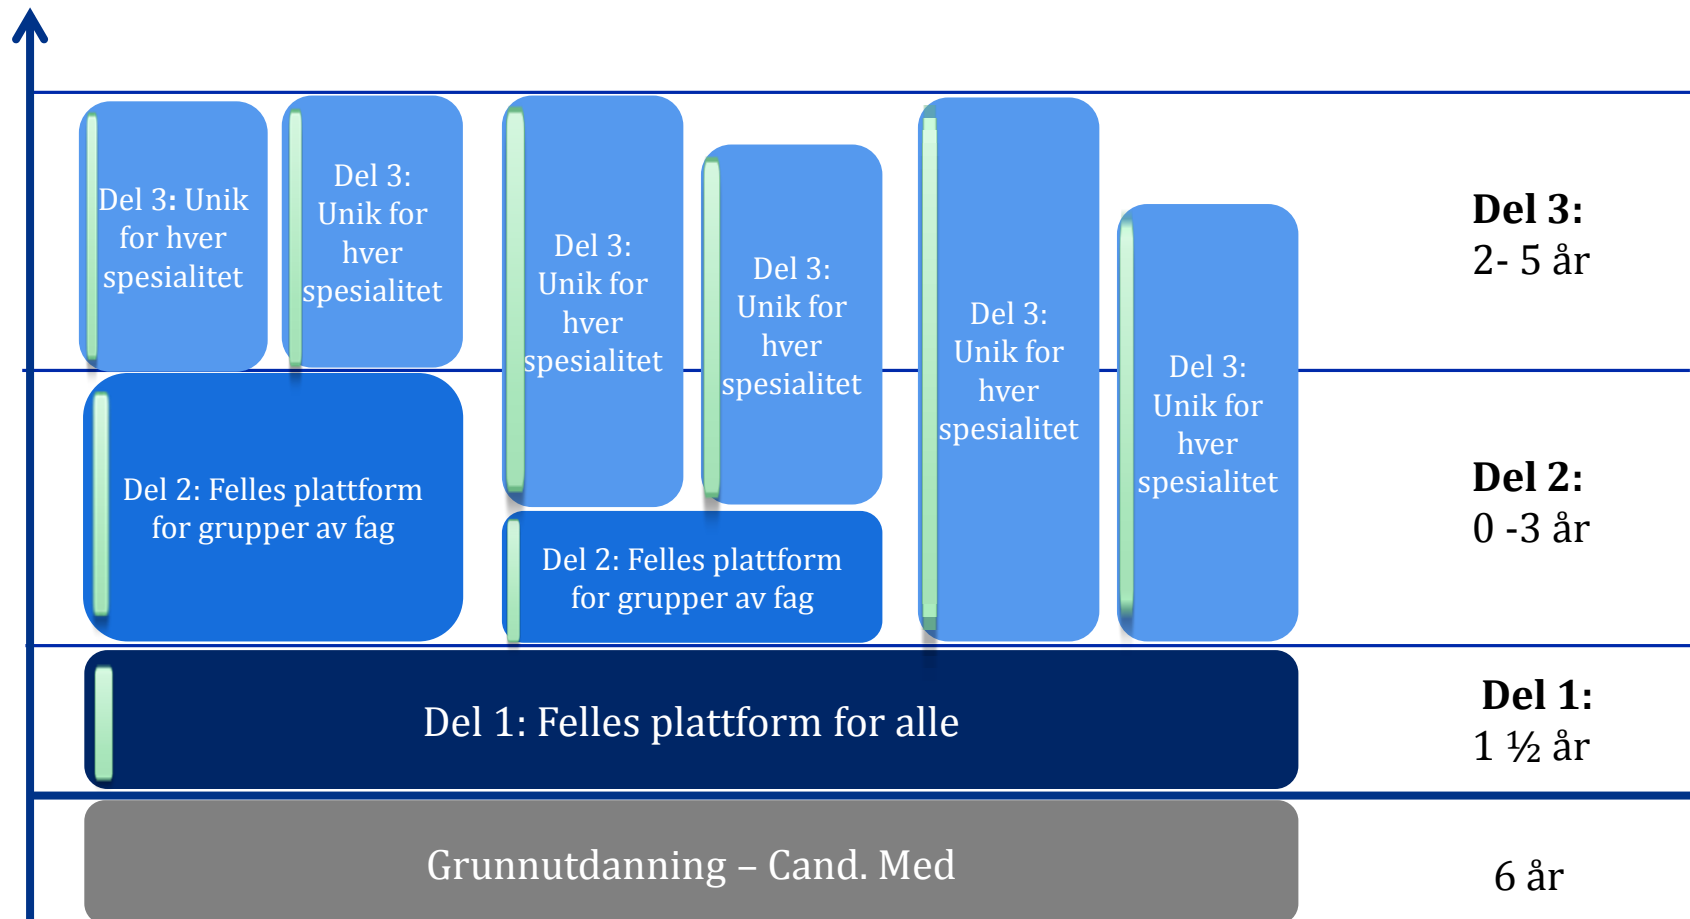 Del 3: Unik
for hver
spesialitet
Del 3:
Unik for
hver
spesialitet
Del 3:
Unik for
hver
spesialitet
Del 3:
Unik for
hver
spesialitet
Del 3:
Unik for
hver
spesialitet
Del 3:
Unik for
hver
spesialitet
Del 3:
2- 5 år
Del 2: Felles plattform
for grupper av fag
Del 2: Felles plattform
for grupper av fag
Del 2:
0 -3 år
Del 1: Felles plattform for alle
Del 1:
1 ½ år
Grunnutdanning – Cand. Med
6 år